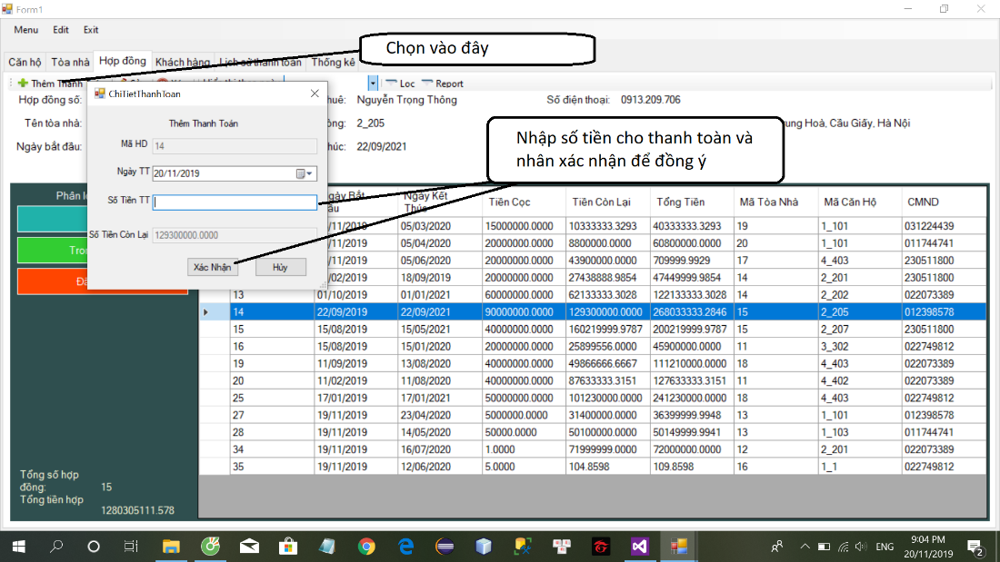 Form1
Menu Edit Exit
Chọn vào đây
Căn hộ Tòa nhà Hợp đồng Khách hàng Lịch sử thanh toán Thống kê
Thêm Thanh Loc Report
Hợp đồng số: huê: Nguyễn Trọng Thông Số điện thoại: 0913.209.706
Tên tòa nhà: òng: 2_205 rung Hoà, Cầu Giấy, Hà Nội
Ngày bắt đầu: húc: 22/09/2021
ChiTietThanhToan
Thêm Thanh Toán
Mã HD 14
Ngày TT 20/11/2019
Số Tiền TT
Số Tiền Còn Lại 129300000.0000
Xác Nhận Hủy
Nhập số tiền cho thanh toàn và
nhân xác nhận để đồng ý
Phân lo
Tron
Đã
gày Bắt Ngày Kết Tiền Cọc Tiền Còn Lại Tổng Tiền Mã Tòa Nhà Mã Căn Hộ CMND
ầu Thúc
/11/2019 05/03/2020 15000000.0000 10333333.3293 40333333.3293 19 1_101 031224439
/11/2019 05/04/2020 20000000.0000 8800000.0000 60800000.0000 20 1_101 011744741
/11/2019 05/06/2020 20000000.0000 43900000.0000 709999.9929 17 4_403 230511800
/02/2019 18/09/2019 20000000.0000 27438888.9854 47449999.9854 14 2_201 230511800
13 01/10/2019 01/01/2021 60000000.0000 62133333.3028 122133333.3028 14 2_202 022073389
14 22/09/2019 22/09/2021 90000000.0000 129300000.0000 268033333.2846 15 2_205 012398578
15 15/08/2019 15/05/2021 40000000.0000 160219999.9787 200219999.9787 15 2_207 230511800
16 15/08/2019 15/01/2020 20000000.0000 25899556.0000 45900000.0000 11 3_302 022749812
19 11/09/2019 13/08/2020 40000000.0000 49866666.6667 111210000.0000 18 4_403 022073389
20 11/02/2019 11/08/2020 40000000.0000 87633333.3151 127633333.3151 11 4_402 022073389
25 17/01/2019 17/01/2021 50000000.0000 101230000.0000 241230000.0000 18 4_403 022749812
27 19/11/2019 23/04/2020 5000000.0000 31400000.0000 36399999.9948 13 1_101 012398578
28 19/11/2019 14/05/2020 50000.0000 50100000.0000 50149999.9941 13 1_103 011744741
34 19/11/2019 16/07/2020 1.0000 71999999.0000 72000000.0000 12 2_201 022073389
35 19/11/2019 12/06/2020 5.0000 104.8598 109.8598 16 1_1 022749812
Tổng số hợp
đồng: 15
Tổng tiền hợp
1280305111.578
ENG 9:04 PM
20/11/2019 2